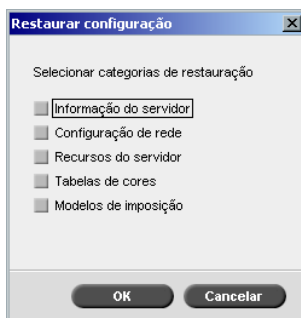 Restaurar configuração
Selecionar categorias de restauração
Informação do servidor
Configuração de rede
Recursos do servidor
Tabelas de cores
Modelos de imposição
OK Cancelar